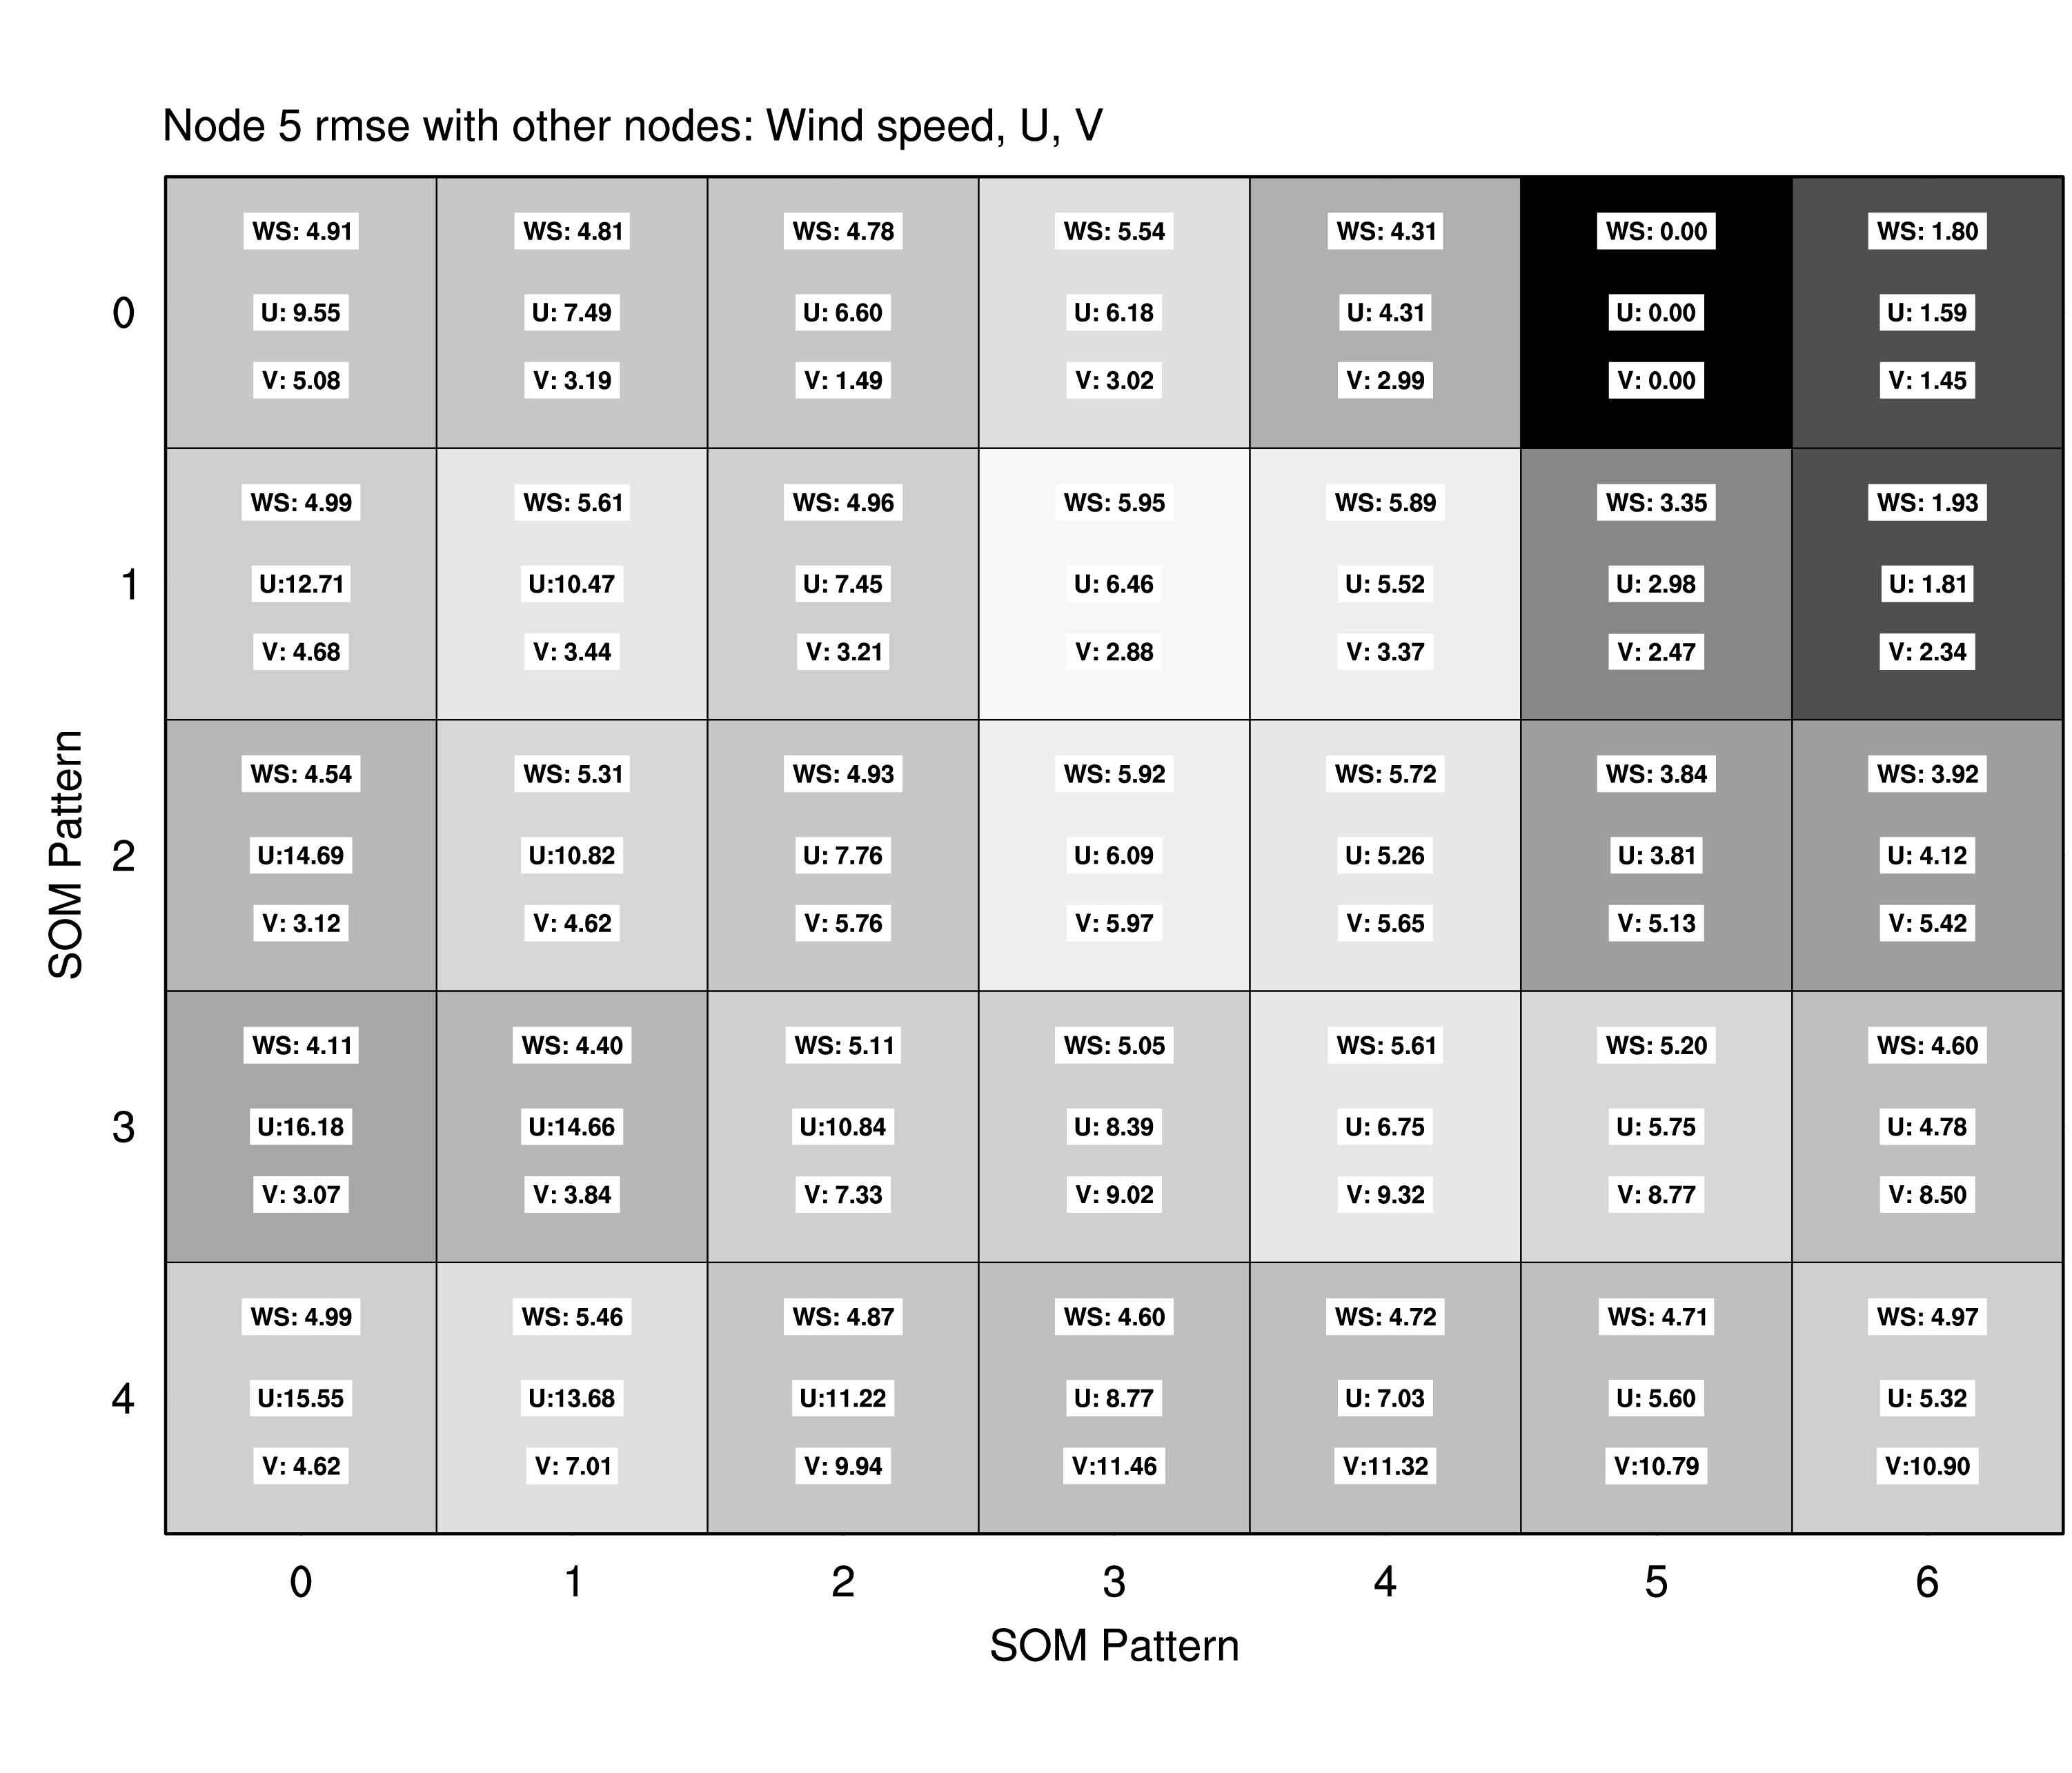 Node 5 rmse with other nodes: Wind speed, U, V
WS: 4.91 WS: 4.81 WS: 4.78 WS: 5.54 WS: 4.31 WS: 0.00 WS: 1.80
0 U: 9.55 U: 7.49 U: 6.60 U: 6.18 U: 4.31 U: 0.00 U: 1.59
V: 5.08 V: 3.19 V: 1.49 V: 3.02 V: 2.99 V: 0.00 V: 1.45
WS: 4.99 WS: 5.61 WS: 4.96 WS: 5.95 WS: 5.89 WS: 3.35 WS: 1.93
1 U:12.71 U:10.47 U: 7.45 U: 6.46 U: 5.52 U: 2.98 U: 1.81
V: 4.68 V: 3.44 V: 3.21 V: 2.88 V: 3.37 V: 2.47 V: 2.34
WS: 4.54 WS: 5.31 WS: 4.93 WS: 5.92 WS: 5.72 WS: 3.84 WS: 3.92
2 U:14.69 U:10.82 U: 7.76 U: 6.09 U: 5.26 U: 3.81 U: 4.12
V: 3.12 V: 4.62 V: 5.76 V: 5.97 V: 5.65 V: 5.13 V: 5.42
WS: 4.11 WS: 4.40 WS: 5.11 WS: 5.05 WS: 5.61 WS: 5.20 WS: 4.60
3 U:16.18 U:14.66 U:10.84 U: 8.39 U: 6.75 U: 5.75 U: 4.78
V: 3.07 V: 3.84 V: 7.33 V: 9.02 V: 9.32 V: 8.77 V: 8.50
WS: 4.99 WS: 5.46 WS: 4.87 WS: 4.60 WS: 4.72 WS: 4.71 WS: 4.97
4 U:15.55 U:13.68 U:11.22 U: 8.77 U: 7.03 U: 5.60 U: 5.32
V: 4.62 V: 7.01 V: 9.94 V:11.46 V:11.32 V:10.79 V:10.90
0 1 2 3 4 5 6
SOM Pattern
SOM Pattern